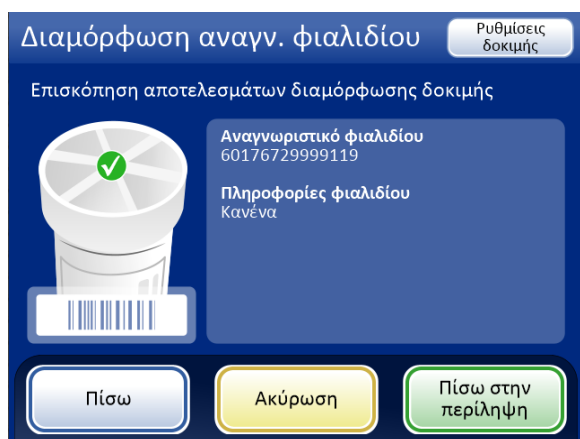 Διαμόρφωση αναγν. φιαλιδίου
Ρυθμίσεις
δοκιμής
Επισκόπηση αποτελεσμάτων διαμόρφωσης δοκιμής
Αναγνωριστικό φιαλιδίου
60176729999119
Πληροφορίες φιαλιδίου
Κανένα
Πίσω
Ακύρωση
Πίσω στην
περίληψη